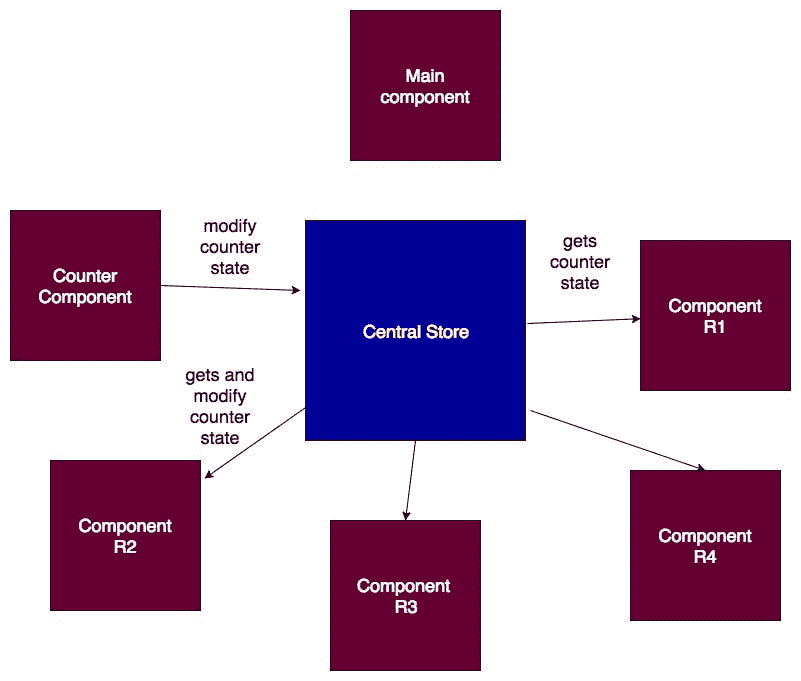 Main
component
modify
counter
state
gets
counter
state
Counter
Component
Central Store
Component
R1
gets and
modify
counter
state
Component
R2
Component
R3
Component
R4